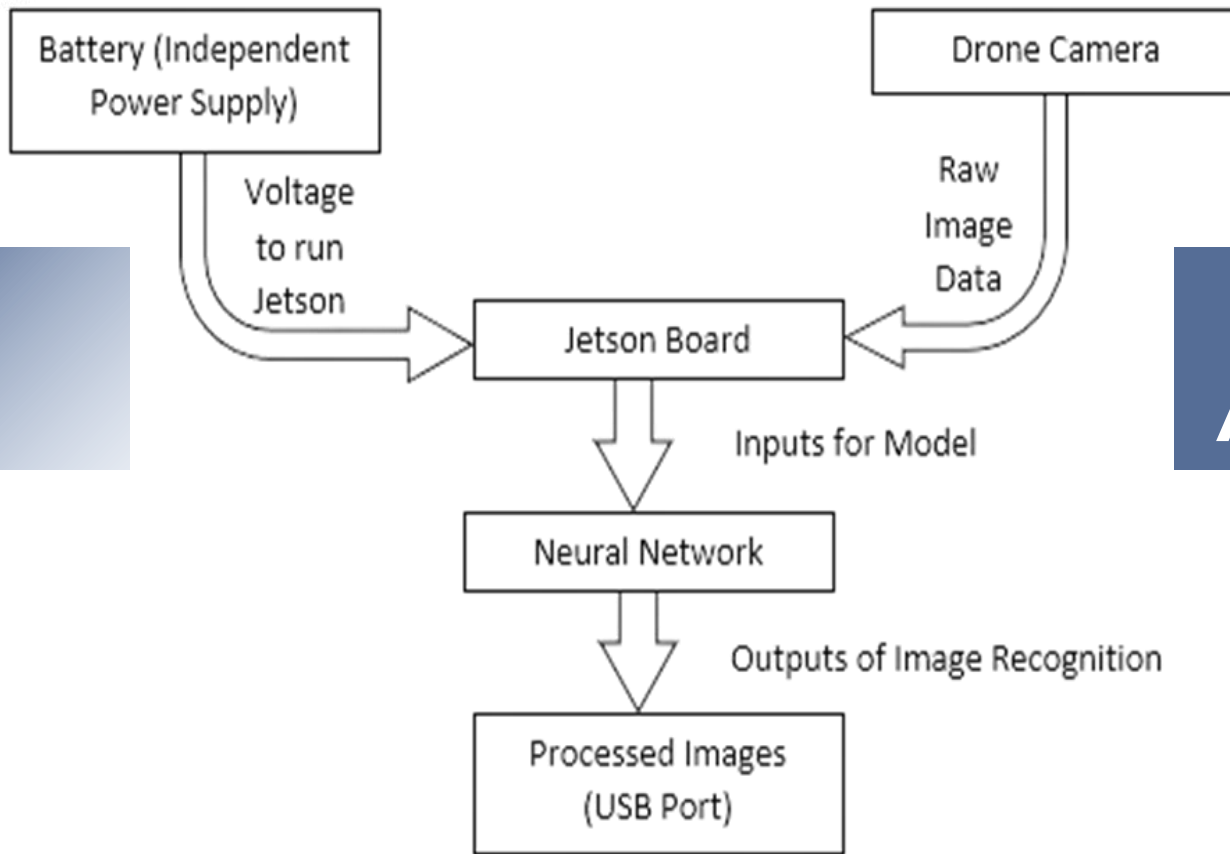 Battery (Independent
Power Supply)
Drone Camera
Voltage
to run
Jetson
Raw
Image
Data
Jetson Board
Inputs for Model
Neural Network
Outputs of Image Recognition
Processed Images
(USB Port)